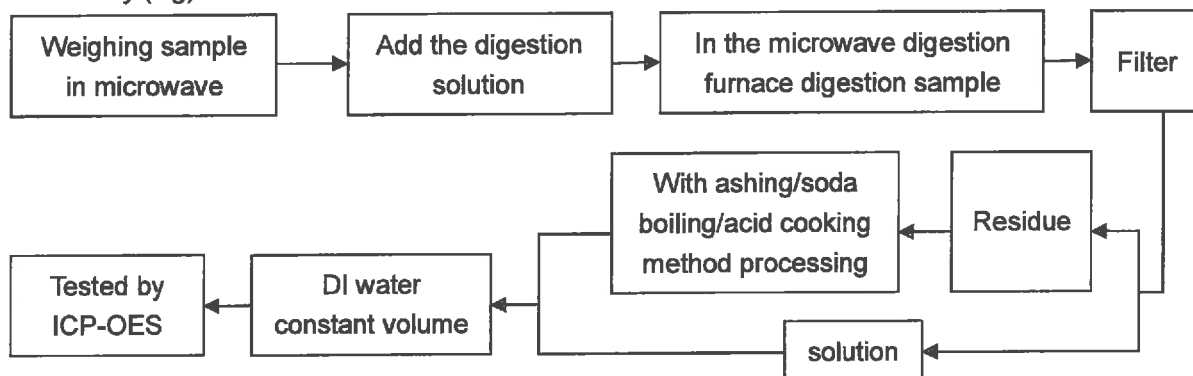 Weighing sample
in microwave
Add the digestion
solution
In the microwave digestion
furnace digestion sample
Filter
With ashing/soda
boiling/acid cooking
method processing
Residue
Tested by
ICP-OES
DI water
constant volume
solution